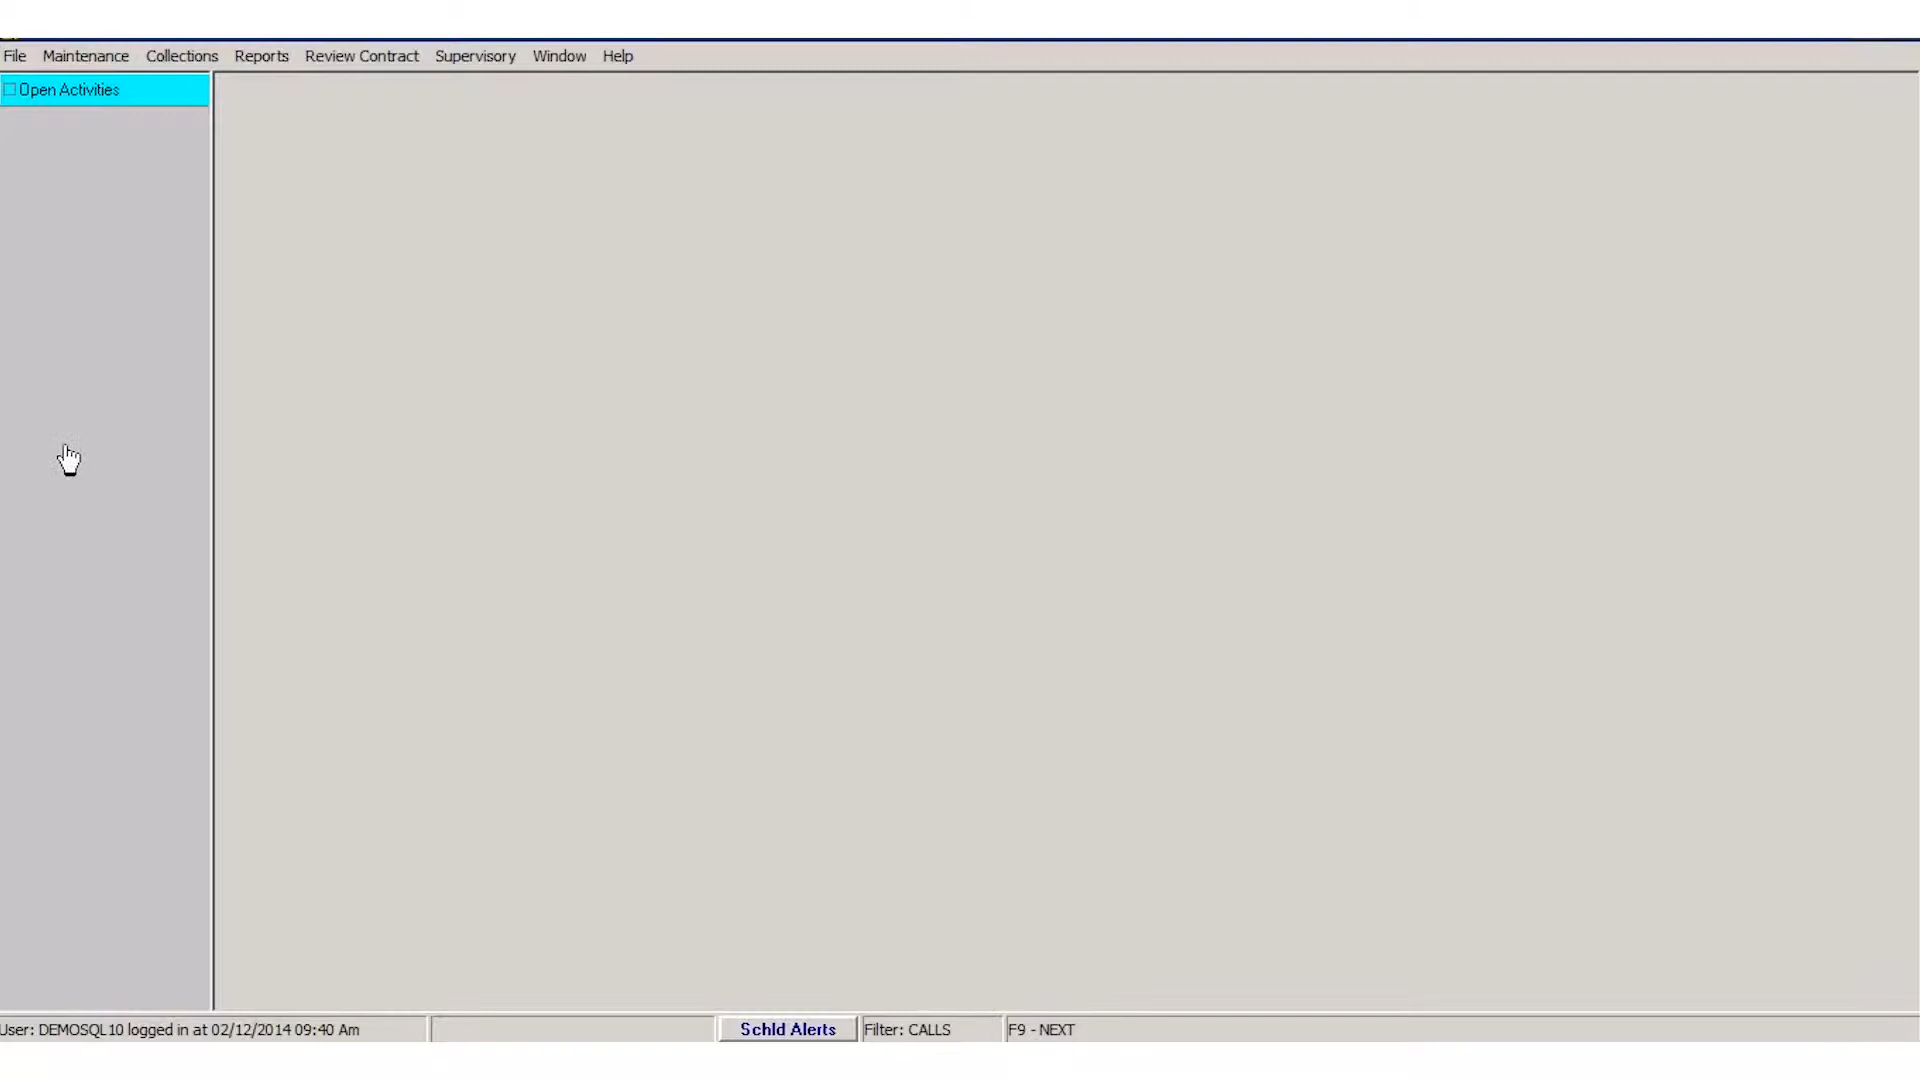 File Maintenance Collections Reports Review Contract Supervisory Window Help
Open Activities
User: DEMOSQL10 logged in at 02/12/2014 09:40 Am Schld Alerts Filter: CALLS F9 - NEXT